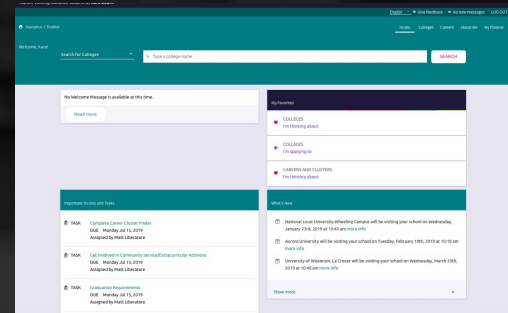 English
Give feedback
No new messages
LOG OUT
Naviance | Student
Home Colleges Careers About Me My Planner
Search for Colleges
Type a college name
SEARCH
No Welcome Message is available at this time.
Read more
My Favorites
COLLEGES
I'm thinking about
COLLEGES
I'm applying to
CAREERS AND CLUSTERS
I'm thinking about
Important To-Dos and Tasks
TASK Complete Career Cluster Finder
DUE Monday Jul 15, 2019
Assigned by Matt Liberatore
TASK Get Involved in Community Service/Extracurricular Activities
DUE Monday Jul 15, 2019
Assigned by Matt Liberatore
TASK Graduation Requirements
DUE Monday Jul 15, 2019
Assigned by Matt Liberatore
What's New
National Louis University-Wheeling Campus will be visiting your school on Wednesday,
January 23rd, 2019 at 10:40 am more info
Aurora University will be visiting your school on Tuesday, February 19th, 2019 at 10:10 am
more info
University of Wisconsin, La Crosse will be visiting your school on Wednesday, March 20th,
2019 at 10:40 am more info
Show more